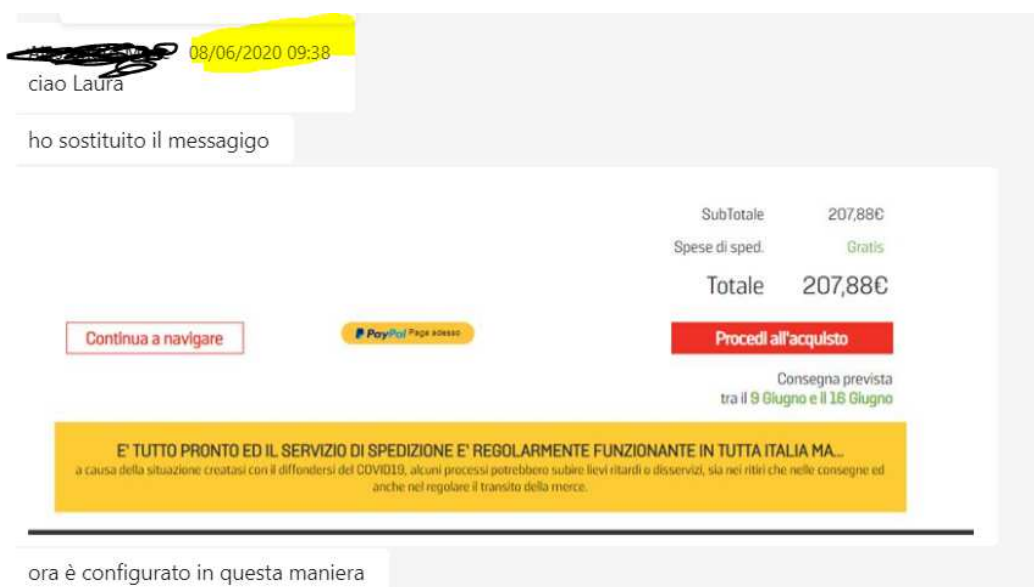 08/06/2020 09:38
ciao Laura
ho sostituito il messagigo
SubTotale 207,88€
Spese di sped. Gratis
Totale 207,88€
Continua a navigare PayPal Paga adesso Procedi all'acquisto
Consegna prevista
tra il 9 Giugno e il 16 Giugno
E' TUTTO PRONTO ED IL SERVIZIO DI SPEDIZIONE E' REGOLARMENTE FUNZIONANTE IN TUTTA ITALIA MA...
a causa della situazione creatasi con il diffondersi del COVID19, alcuni processi potrebbero subire lievi ritardi o disservizi, sia nei ritiri che nelle consegne ed
anche nel regolare il transito della merce.
ora è configurato in questa maniera